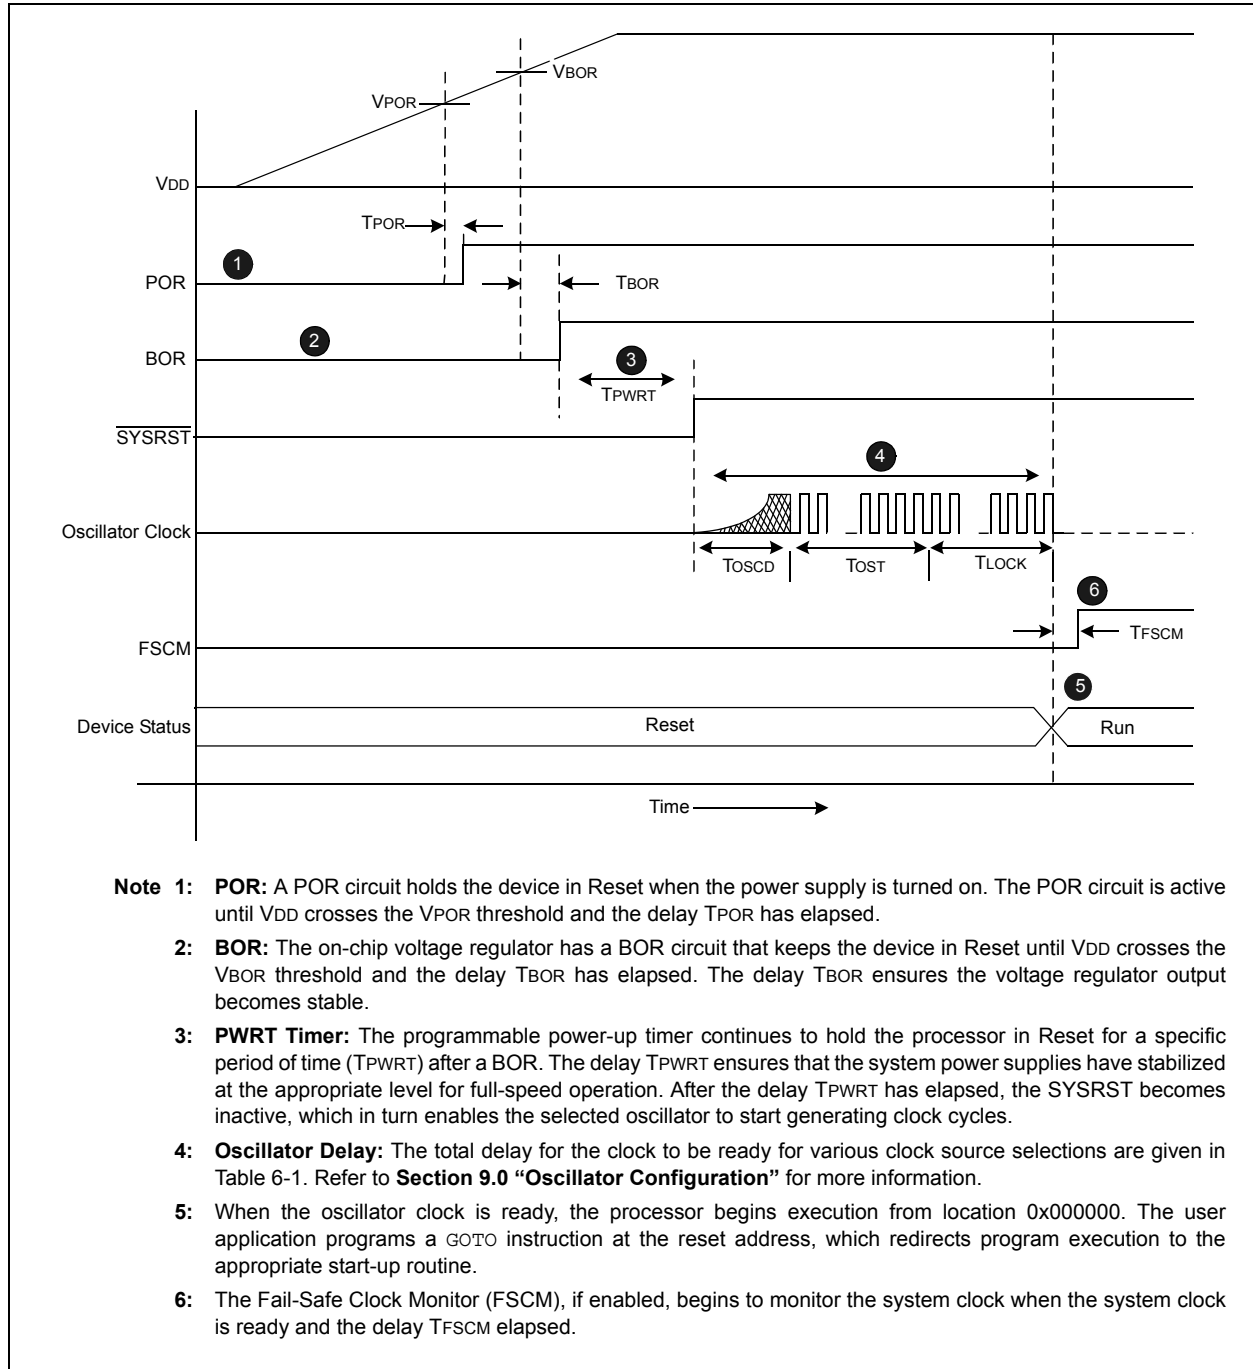 VBOR
VPOR
VDD
TPOR
1
POR
TBOR
2
BOR
3
TPWRT
SYSRST
4
Oscillator Clock
TOSCD
TOST
TLOCK
6
TFSCM
FSCM
5
Device Status
Reset
Run
Time
Note 1: POR: A POR circuit holds the device in Reset when the power supply is turned on. The POR circuit is active
until VDD crosses the VPOR threshold and the delay TPOR has elapsed.
2: BOR: The on-chip voltage regulator has a BOR circuit that keeps the device in Reset until VDD crosses the
VBOR threshold and the delay TBOR has elapsed. The delay TBOR ensures the voltage regulator output
becomes stable.
3: PWRT Timer: The programmable power-up timer continues to hold the processor in Reset for a specific
period of time (TPWRT) after a BOR. The delay TPWRT ensures that the system power supplies have stabilized
at the appropriate level for full-speed operation. After the delay TPWRT has elapsed, the SYSRST becomes
inactive, which in turn enables the selected oscillator to start generating clock cycles.
4: Oscillator Delay: The total delay for the clock to be ready for various clock source selections are given in
Table 6-1. Refer to Section 9.0 “Oscillator Configuration” for more information.
5: When the oscillator clock is ready, the processor begins execution from location 0x000000. The user
application programs a GOTO instruction at the reset address, which redirects program execution to the
appropriate start-up routine.
6: The Fail-Safe Clock Monitor (FSCM), if enabled, begins to monitor the system clock when the system clock
is ready and the delay TFSCM elapsed.